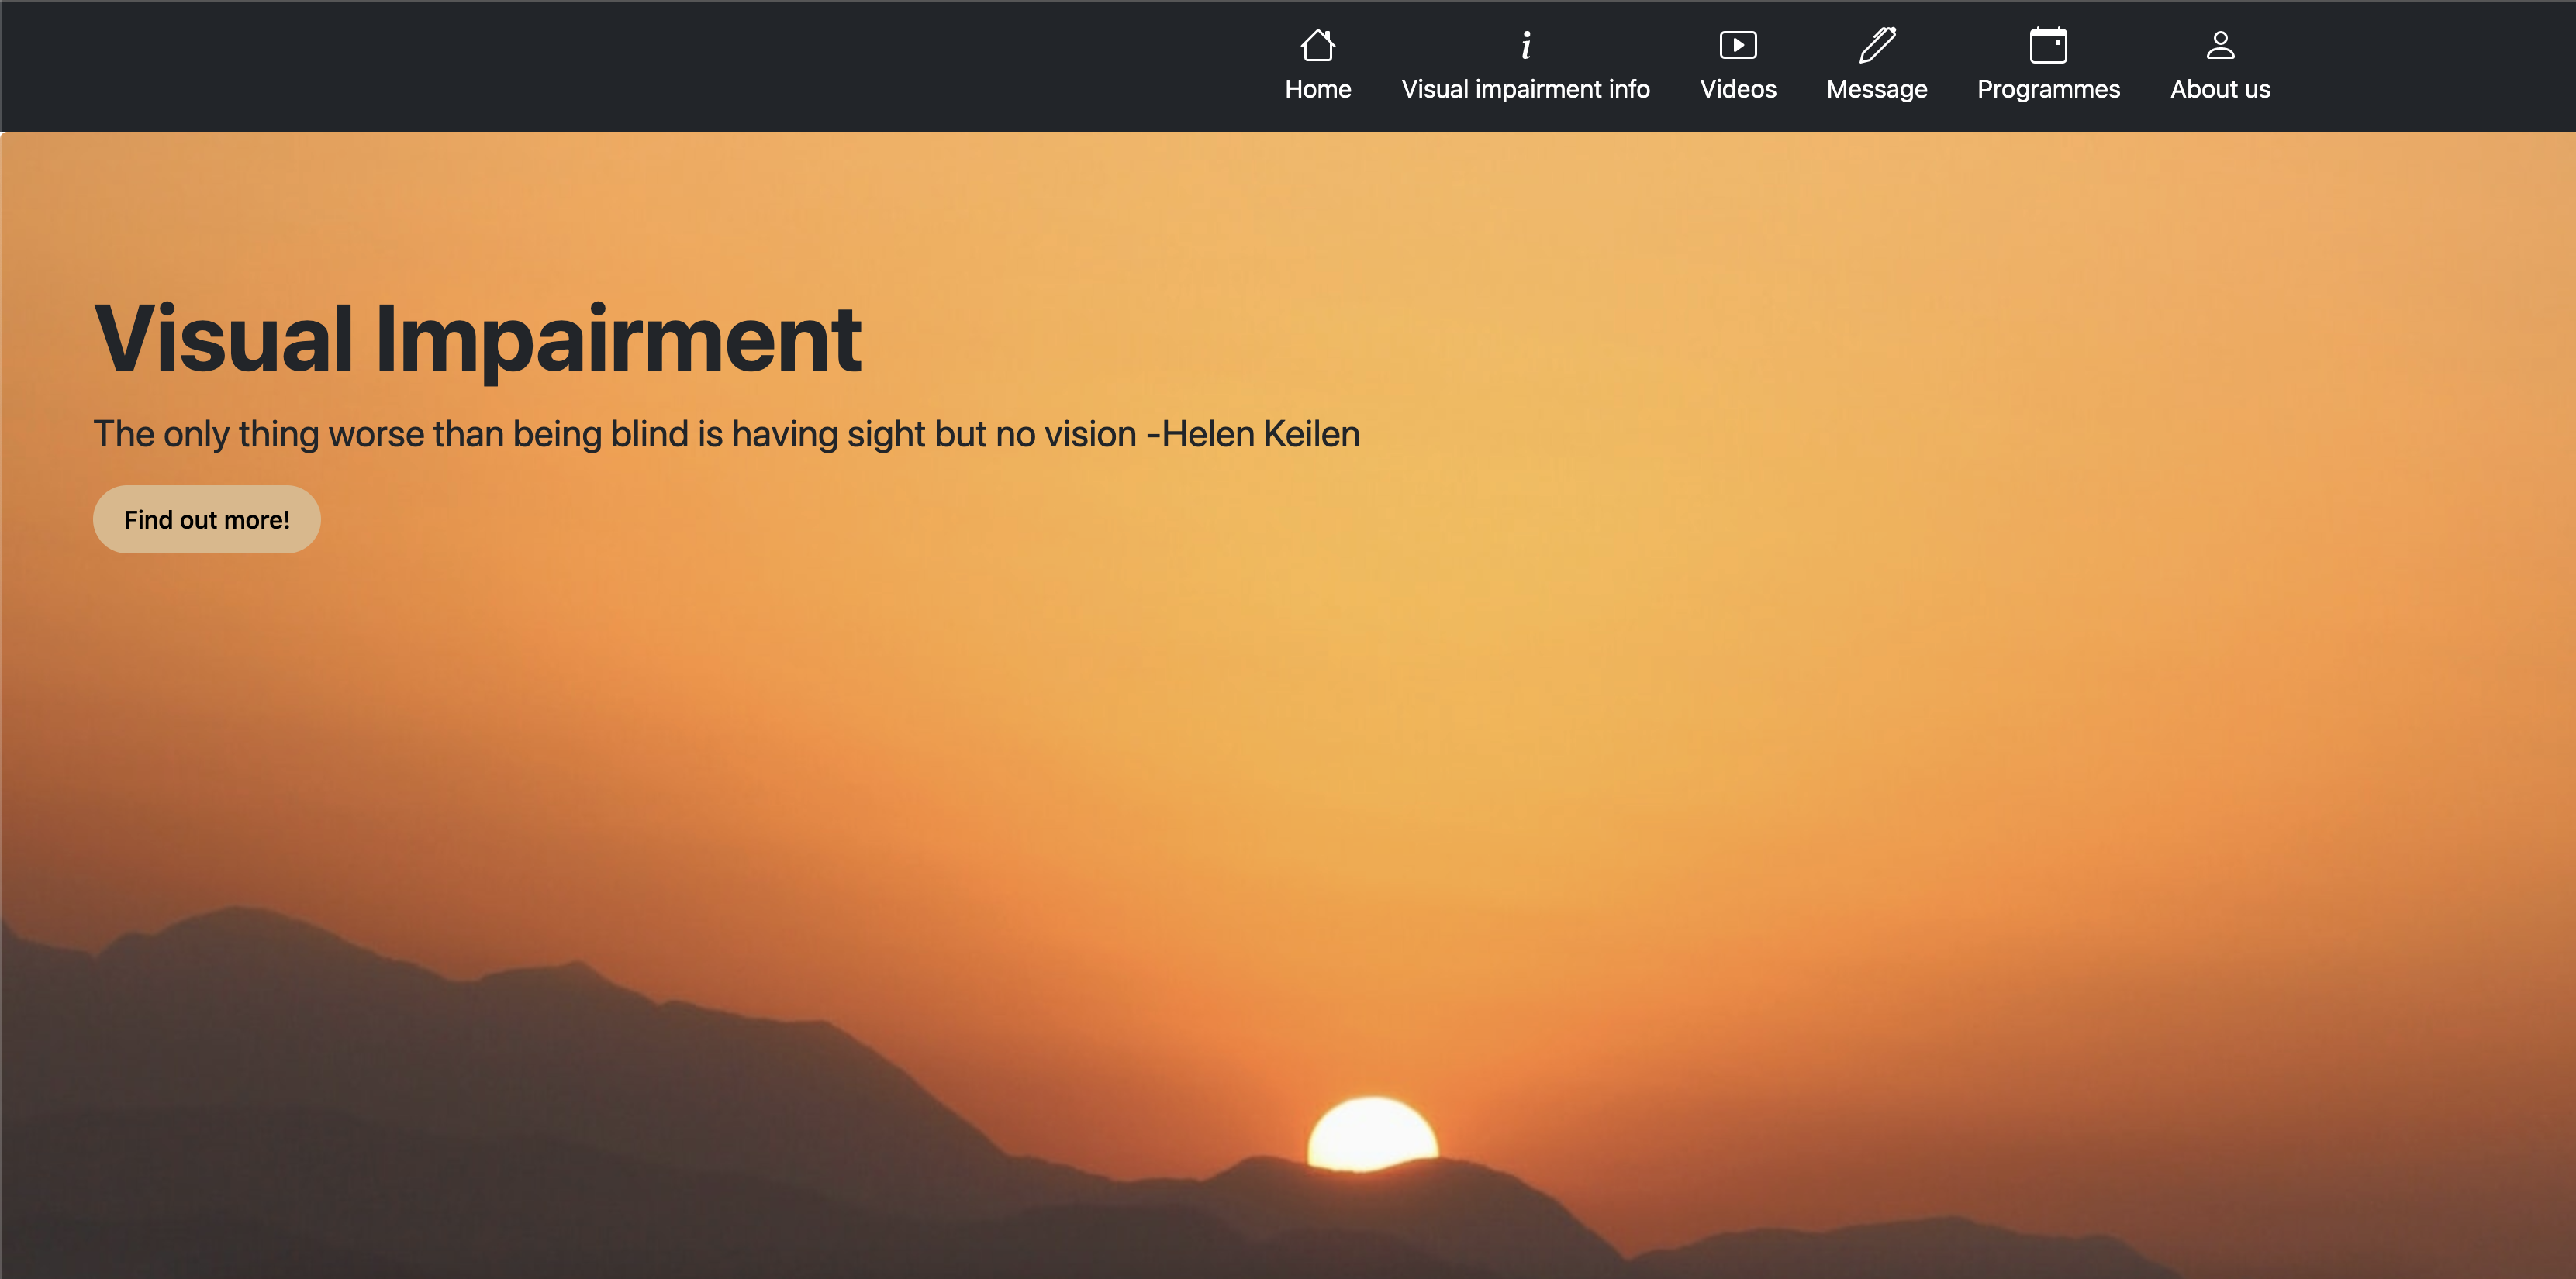 Home Visual impairment info Videos Message Programmes About us
Visual Impairment
The only thing worse than being blind is having sight but no vision -Helen Keilen
Find out more!